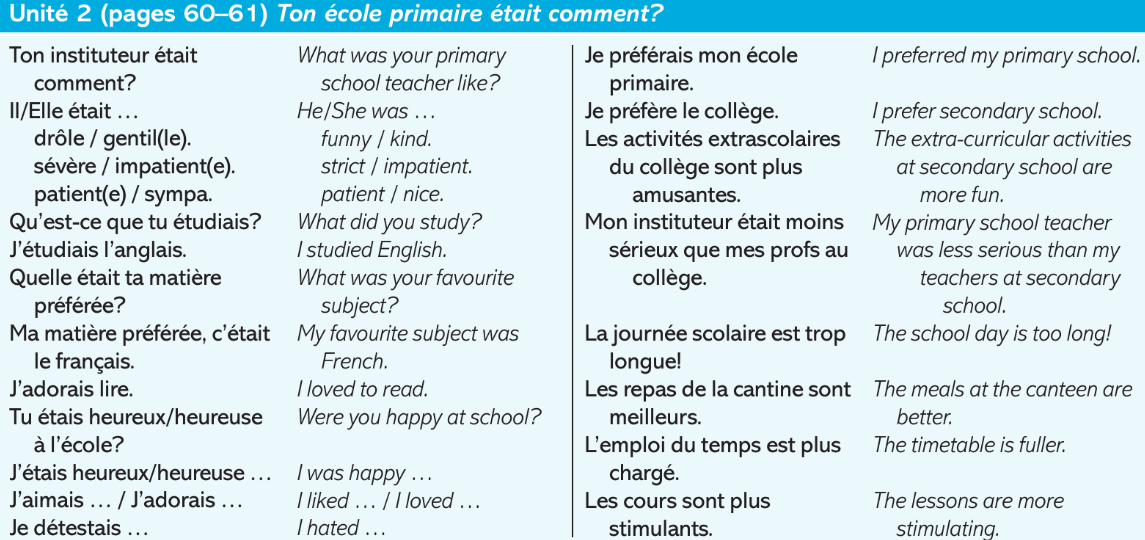 Unité 2 (pages 60–61) Ton école primaire était comment?
Ton instituteur était
comment?
What was your primary
school teacher like?
Il/Elle était …
He/She was …
drôle / gentil(le).
funny / kind.
sévère / impatient(e).
strict / impatient.
patient(e) / sympa.
patient / nice.
Qu'est-ce que tu étudiais?
What did you study?
J'étudiais l'anglais.
I studied English.
Quelle était ta matière
préférée?
What was your favourite
subject?
Ma matière préférée, c'était
le français.
My favourite subject was
French.
J'adorais lire.
I loved to read.
Tu étais heureux/heureuse
à l'école?
Were you happy at school?
J'étais heureux/heureuse …
I was happy …
J'aimais … / J'adorais …
I liked … / I loved …
Je détestais …
I hated …
Je préférais mon école
primaire.
I preferred my primary school.
Je préfère le collège.
I prefer secondary school.
Les activités extrascolaires
du collège sont plus
amusantes.
The extra-curricular activities
at secondary school are
more fun.
Mon instituteur était moins
sérieux que mes profs au
collège.
My primary school teacher
was less serious than my
teachers at secondary
school.
La journée scolaire est trop
longue!
The school day is too long!
Les repas de la cantine sont
meilleurs.
The meals at the canteen are
better.
L'emploi du temps est plus
chargé.
The timetable is fuller.
Les cours sont plus
stimulants.
The lessons are more
stimulating.